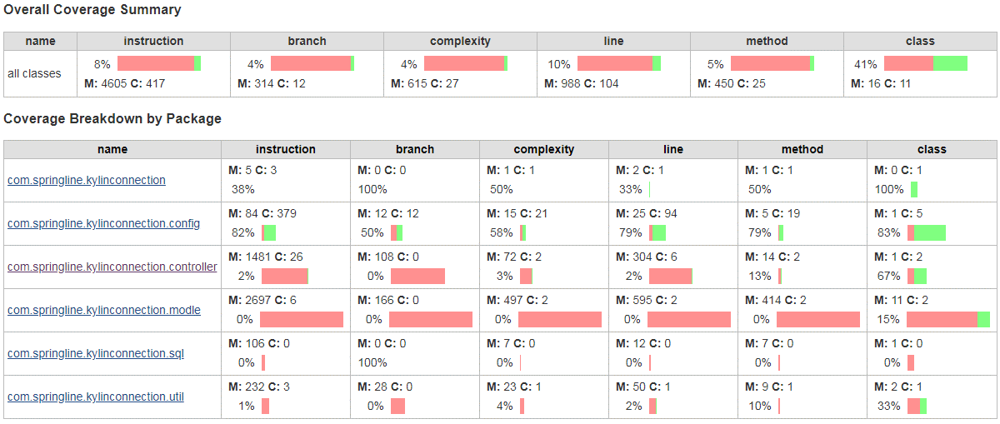 Overall Coverage Summary
name instruction branch complexity line method class
all classes 8% 4% 4% 10% 5% 41%
M: 4605 C: 417 M: 314 C: 12 M: 615 C: 27 M: 988 C: 104 M: 450 C: 25 M: 16 C: 11
Coverage Breakdown by Package
name instruction branch complexity line method class
com.springline.kylinconnection M: 5 C: 3 M: 0 C: 0 M: 1 C: 1 M: 2 C: 1 M: 1 C: 1 M: 0 C: 1
38% 100% 50% 33% 50% 100%
com.springline.kylinconnection.config M: 84 C: 379 M: 12 C: 12 M: 15 C: 21 M: 25 C: 94 M: 5 C: 19 M: 1 C: 5
82% 50% 58% 79% 79% 83%
com.springline.kylinconnection.controller M: 1481 C: 26 M: 108 C: 0 M: 72 C: 2 M: 304 C: 6 M: 14 C: 2 M: 1 C: 2
2% 0% 3% 2% 13% 67%
com.springline.kylinconnection.modle M: 2697 C: 6 M: 166 C: 0 M: 497 C: 2 M: 595 C: 2 M: 414 C: 2 M: 11 C: 2
0% 0% 0% 0% 0% 15%
com.springline.kylinconnection.sql M: 106 C: 0 M: 0 C: 0 M: 7 C: 0 M: 12 C: 0 M: 7 C: 0 M: 1 C: 0
0% 100% 0% 0% 0% 0%
com.springline.kylinconnection.util M: 232 C: 3 M: 28 C: 0 M: 23 C: 1 M: 50 C: 1 M: 9 C: 1 M: 2 C: 1
1% 0% 4% 2% 10% 33%